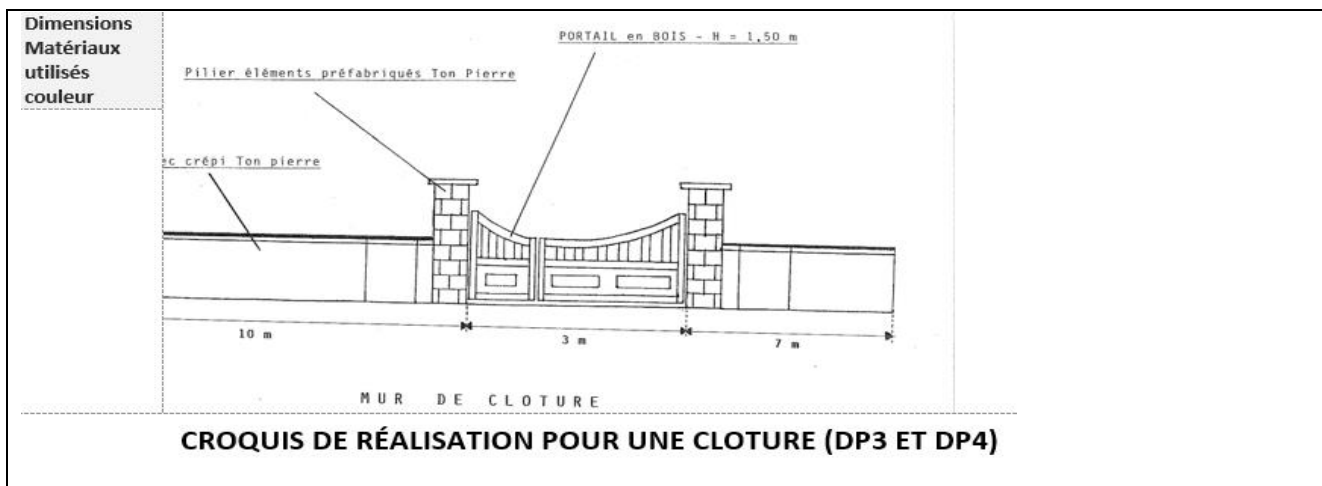 Dimensions
Matériaux
utilisés
couleur
PORTAIL en BOIS - H = 1,50 m
Pilier éléments préfabriqués Ton Pierre
ec crépi Ton pierre
10 m
3 m
7 m
MUR DE CLOTURE
CROQUIS DE RÉALISATION POUR UNE CLOTURE (DP3 ET DP4)